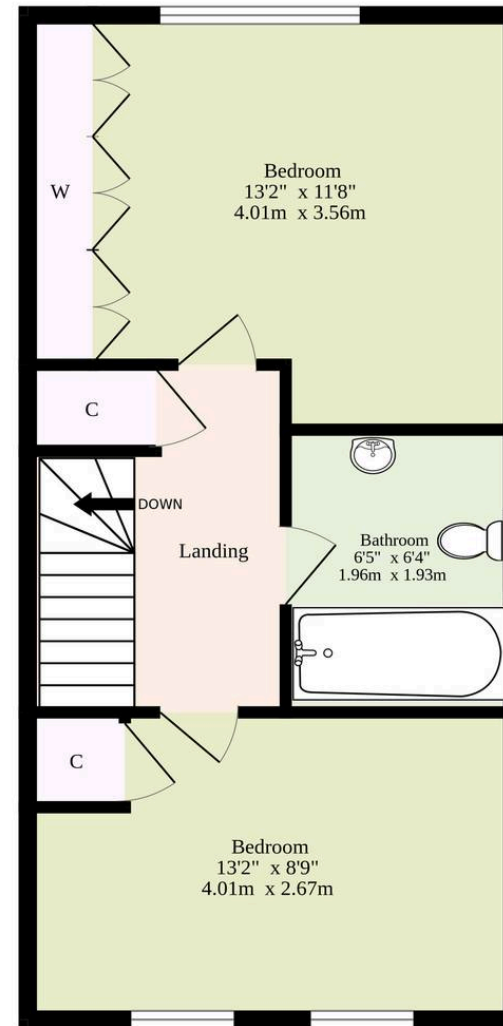 Bedroom
13'2" x 11'8"
4.01m x 3.56m
W
C
DOWN
Landing
Bathroom
6'5" x 6'4"
1.96m x 1.93m
C
Bedroom
13'2" x 8'9"
4.01m x 2.67m